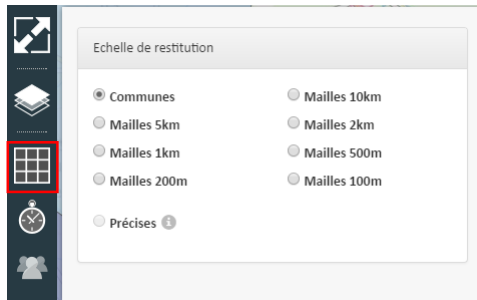 Echelle de restitution
Communes
Mailles 10km
Mailles 5km
Mailles 2km
Mailles 1km
Mailles 500m
Mailles 200m
Mailles 100m
Précises i